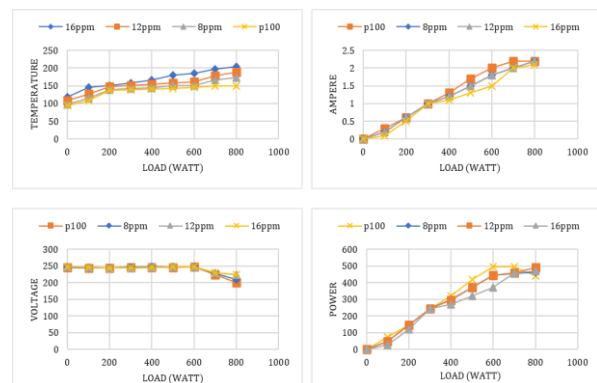 16ppm 12ppm 8ppm p100
TEMPERATURE
250
200
150
100
50
0
0 200 400 600 800 1000
LOAD (WATT)
p100 8ppm 12ppm 16ppm
AMPERE
2.5
2
1.5
1
0.5
0
0 200 400 600 800 1000
LOAD (WATT)
p100 8ppm 12ppm 16ppm
VOLTAGE
300
250
200
150
100
50
0
0 200 400 600 800 1000
LOAD (WATT)
p100 8ppm 12ppm 16ppm
POWER
600
500
400
300
200
100
0
0 200 400 600 800 1000
LOAD (WATT)